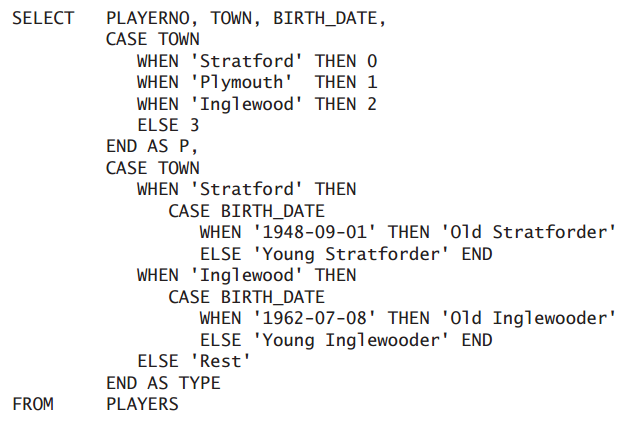 SELECT   PLAYERNO, TOWN, BIRTH_DATE,
         CASE TOWN
            WHEN 'Stratford' THEN 0
            WHEN 'Plymouth'  THEN 1
            WHEN 'Inglewood' THEN 2
            ELSE 3
         END AS P,
         CASE TOWN
            WHEN 'Stratford' THEN
               CASE BIRTH_DATE
                  WHEN '1948-09-01' THEN 'Old Stratforder'
                  ELSE 'Young Stratforder' END
            WHEN 'Inglewood' THEN
               CASE BIRTH_DATE
                  WHEN '1962-07-08' THEN 'Old Inglewooder'
                  ELSE 'Young Inglewooder' END
            ELSE 'Rest'
         END AS TYPE
FROM     PLAYERS